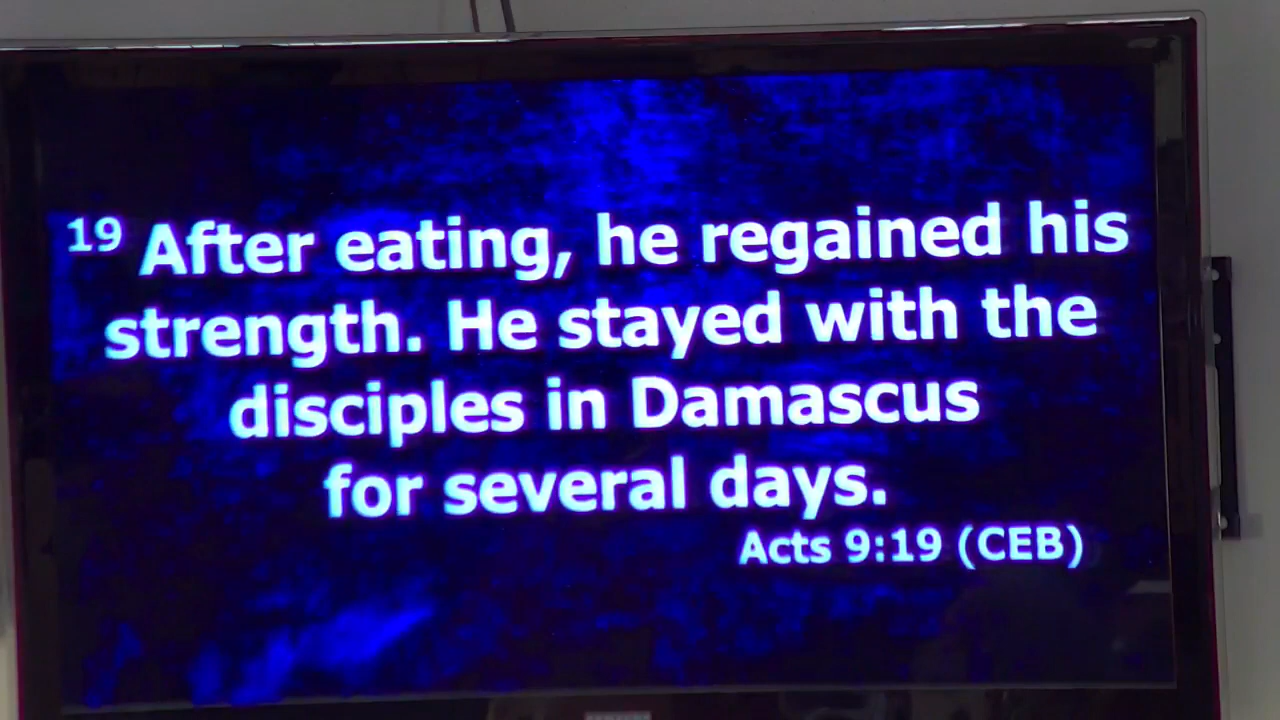 19 After eating, he regained his
strength. He stayed with the
disciples in Damascus
for several days.
Acts 9:19 (CEB)